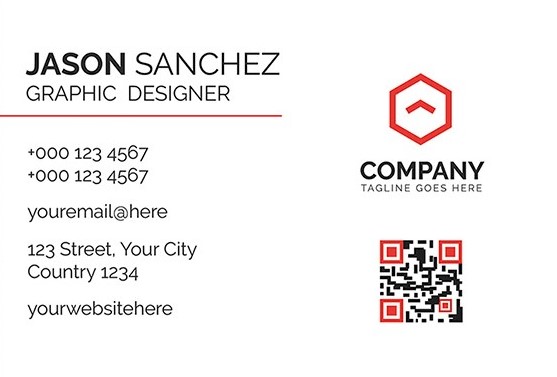 JASON SANCHEZ
GRAPHIC DESIGNER
+000 123 4567
+000 123 4567
youremail@here
123 Street, Your City
Country 1234
yourwebsitehere
COMPANY
TAGLINE GOES HERE